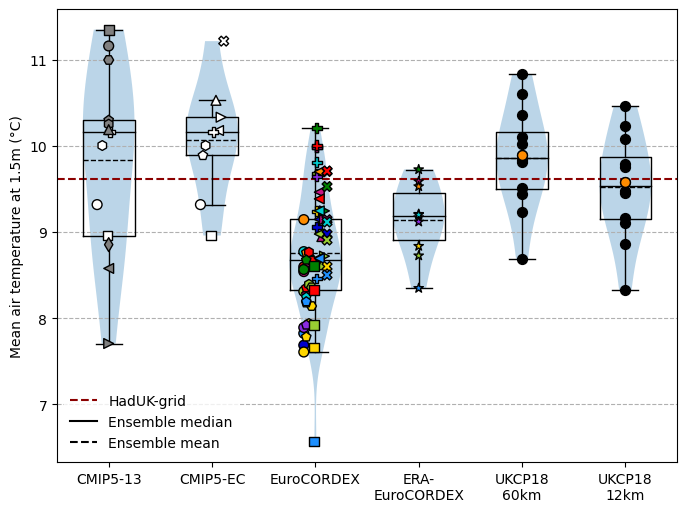 Mean air temperature at 1.5m (°C)
11
10
9
8
7
HadUK-grid
Ensemble median
Ensemble mean
CMIP5-13
CMIP5-EC
EuroCORDEX
ERA-
EuroCORDEX
UKCP18
60km
UKCP18
12km